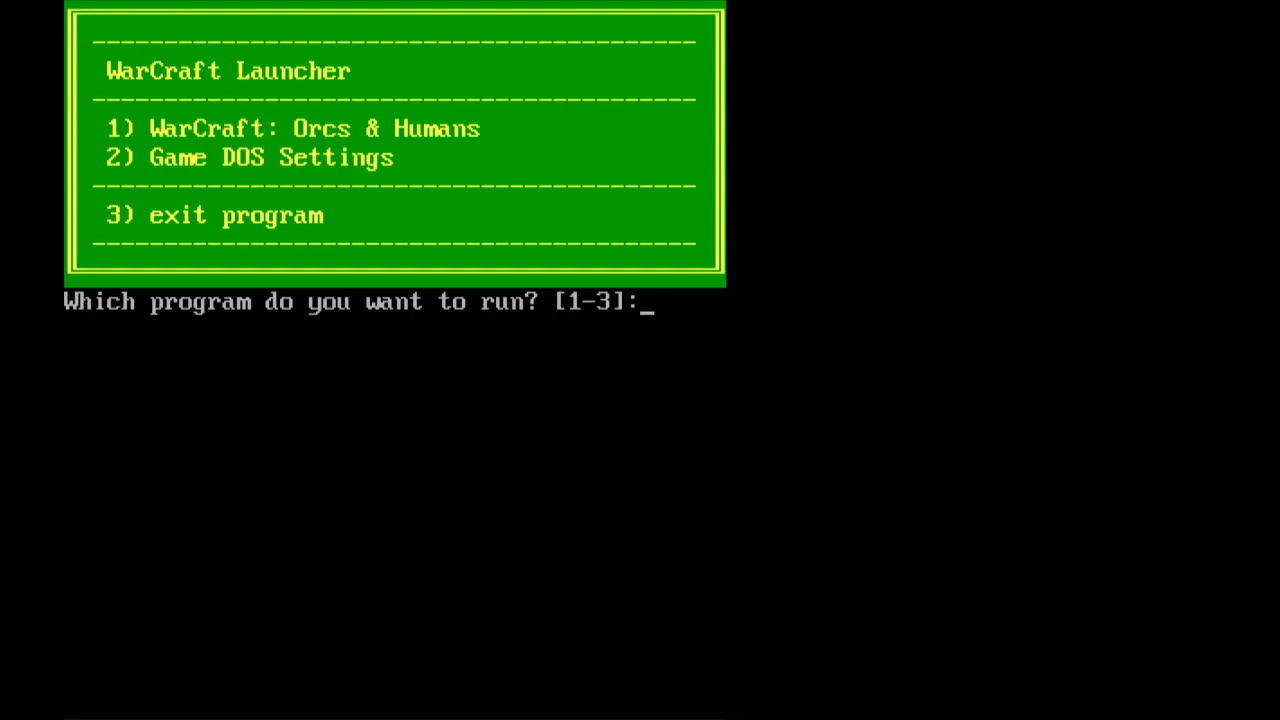 WarCraft Launcher
1) WarCraft: Orcs & Humans
2) Game DOS Settings
3) exit program
Which program do you want to run? [1-3]:_